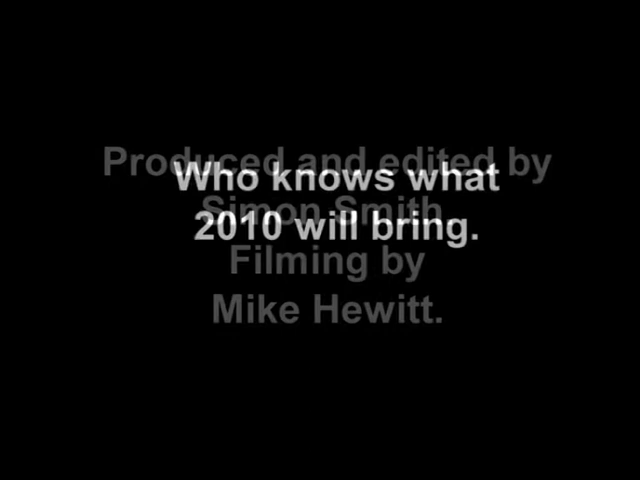 Who knows what
2010 will bring.
Produced and edited by
Simon Smith.
Filming by
Mike Hewitt.